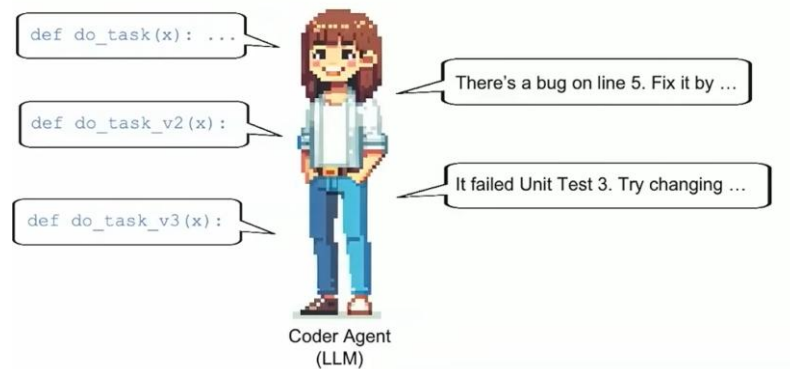 def do_task(x): ...
There's a bug on line 5. Fix it by ...
def do_task_v2(x):
It failed Unit Test 3. Try changing ...
def do_task_v3(x):
Coder Agent
(LLM)